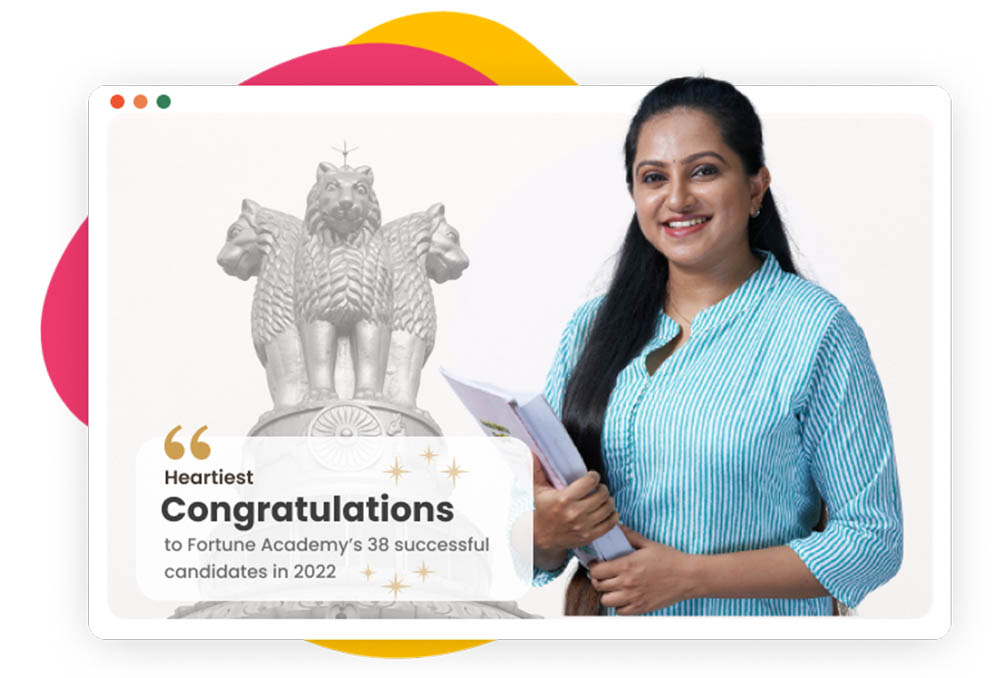 Heartiest
Congratulations
to Fortune Academy's 38 successful
candidates in 2022